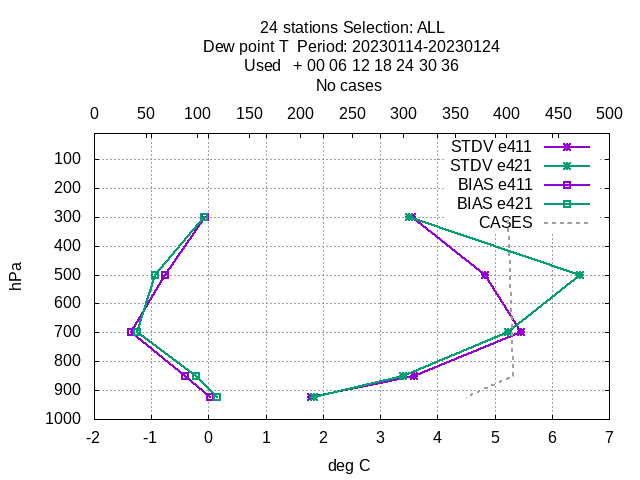 24 stations Selection: ALL
Dew point T  Period: 20230114-20230124
Used   + 00 06 12 18 24 30 36
No cases
0 50 100 150 200 250 300 350 400 450 500
STDV e411
STDV e421
BIAS e411
BIAS e421
CASES
100
200
300
400
500
600
700
800
900
1000
hPa
-2 -1 0 1 2 3 4 5 6 7
deg C